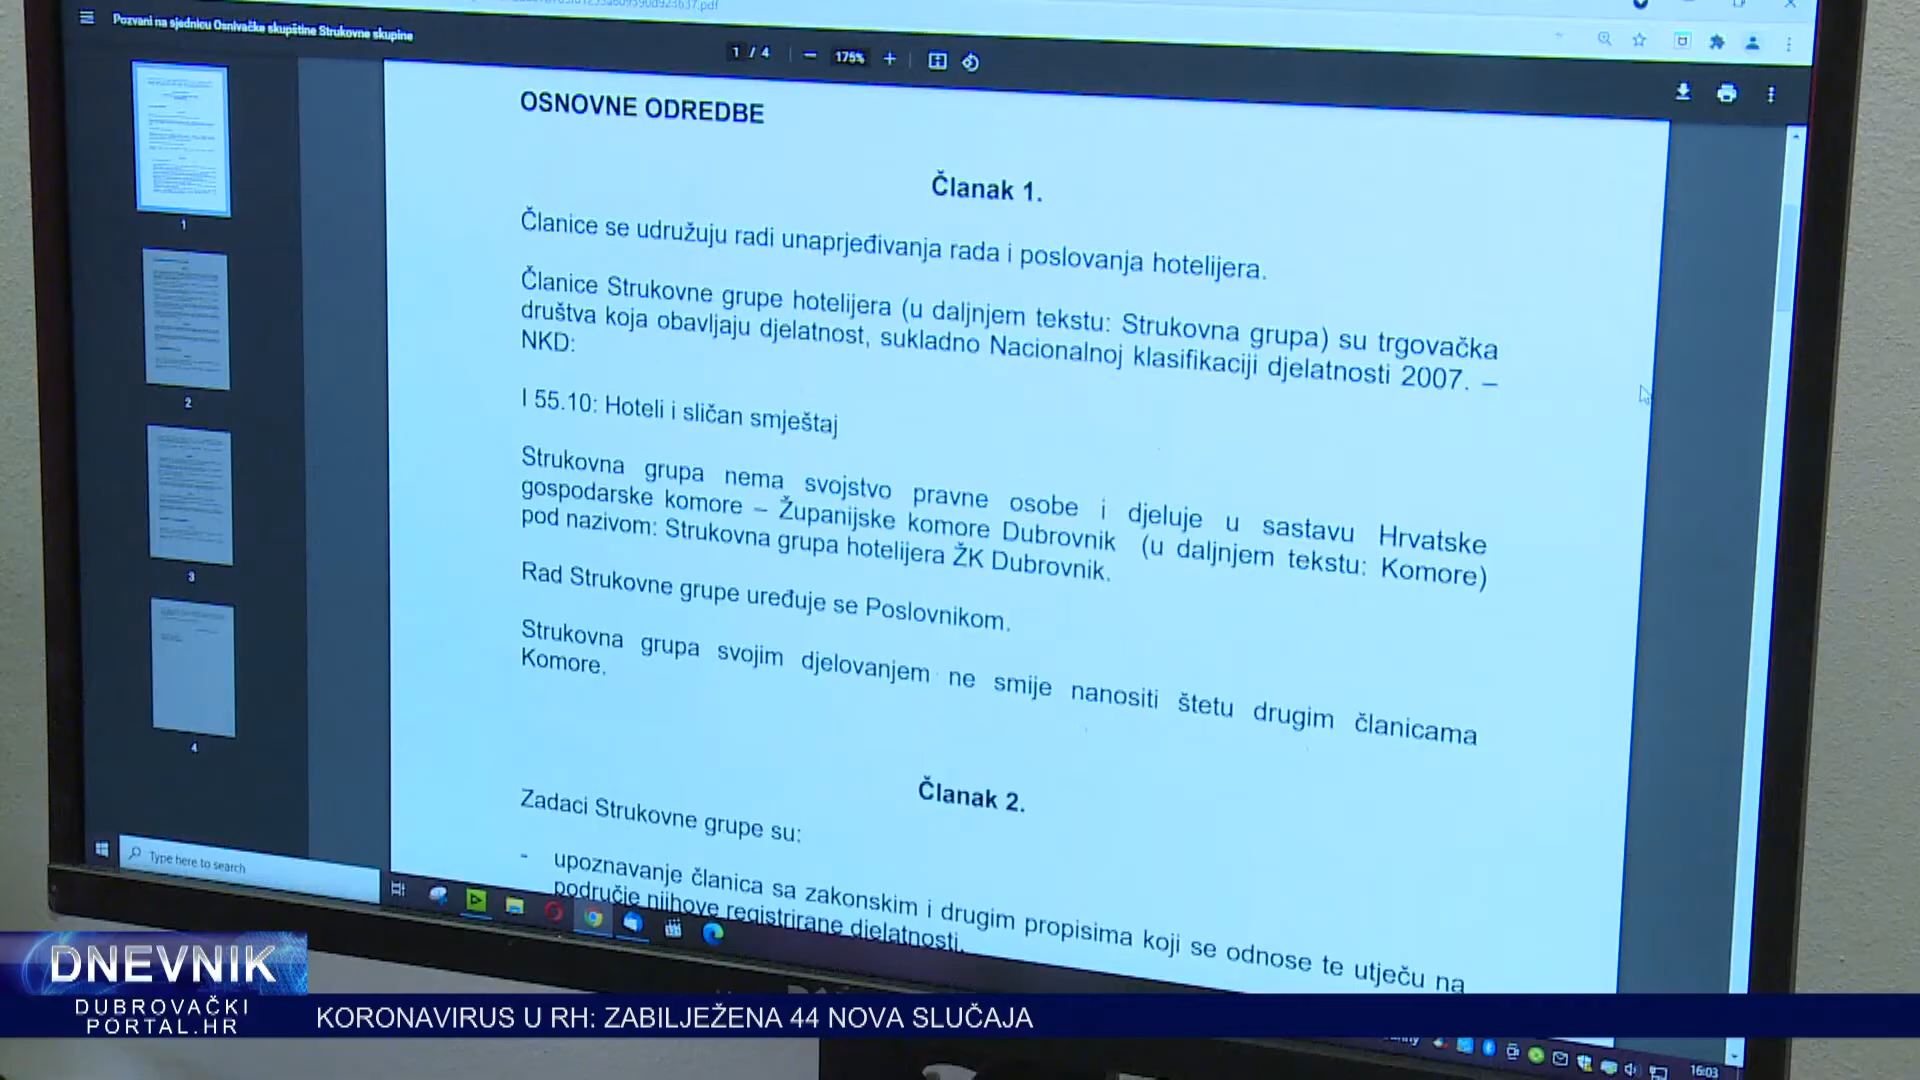 Pozvani na sjednicu Osnivačke skupštine Strukovne skupine
1 / 4
175%
OSNOVNE ODREDBE
Članak 1.
Članice se udružuju radi unaprjeđivanja rada i poslovanja hotelijera.
Članice Strukovne grupe hotelijera (u daljnjem tekstu: Strukovna grupa) su trgovačka
društva koja obavljaju djelatnost, sukladno Nacionalnoj klasifikaciji djelatnosti 2007. –
NKD:
I 55.10: Hoteli i sličan smještaj
Strukovna grupa nema svojstvo pravne osobe i djeluje u sastavu Hrvatske
gospodarske komore – Županijske komore Dubrovnik (u daljnjem tekstu: Komore)
pod nazivom: Strukovna grupa hotelijera ŽK Dubrovnik.
Rad Strukovne grupe uređuje se Poslovnikom.
Strukovna grupa svojim djelovanjem ne smije nanositi štetu drugim članicama
Komore.
Članak 2.
Zadaci Strukovne grupe su:
- upoznavanje članica sa zakonskim i drugim propisima koji se odnose te utječu na
područje njihove registrirane djelatnosti.
1
2
3
4
Type here to search
16:03
DNEVNIK
DUBROVAČKI
PORTAL.HR
KORONAVIRUS U RH: ZABILJEŽENA 44 NOVA SLUČAJA